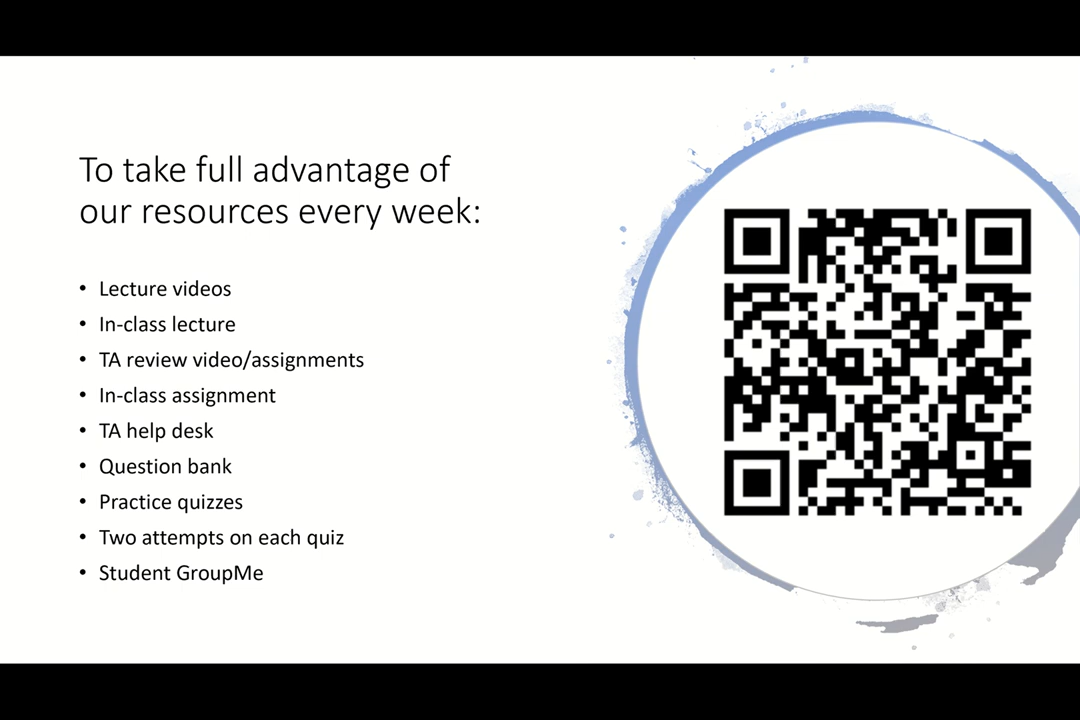 To take full advantage of
our resources every week:
• Lecture videos
• In-class lecture
• TA review video/assignments
• In-class assignment
• TA help desk
• Question bank
• Practice quizzes
• Two attempts on each quiz
• Student GroupMe